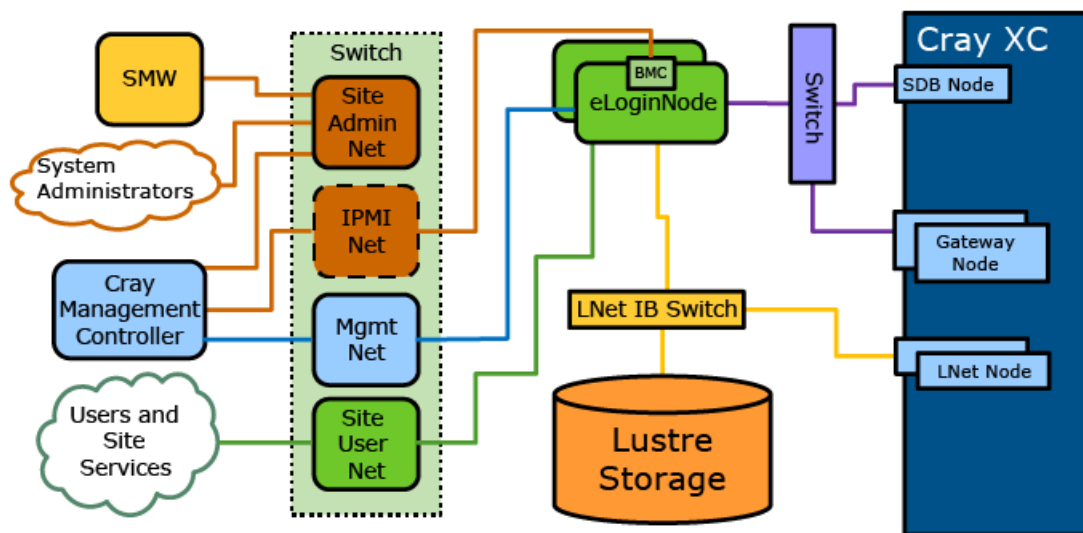 SMW
System
Administrators
Cray
Management
Controller
Users and
Site
Services
Switch
Site
Admin
Net
IPMI
Net
Mgmt
Net
Site
User
Net
BMC
eLoginNode
LNet IB Switch
Lustre
Storage
Switch
Cray XC
SDB Node
Gateway
Node
LNet Node